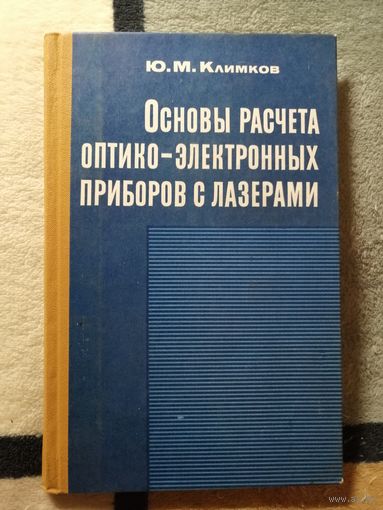 Ю. М. Климков
Основы расчета
оптико-электронных
приборов с лазерами